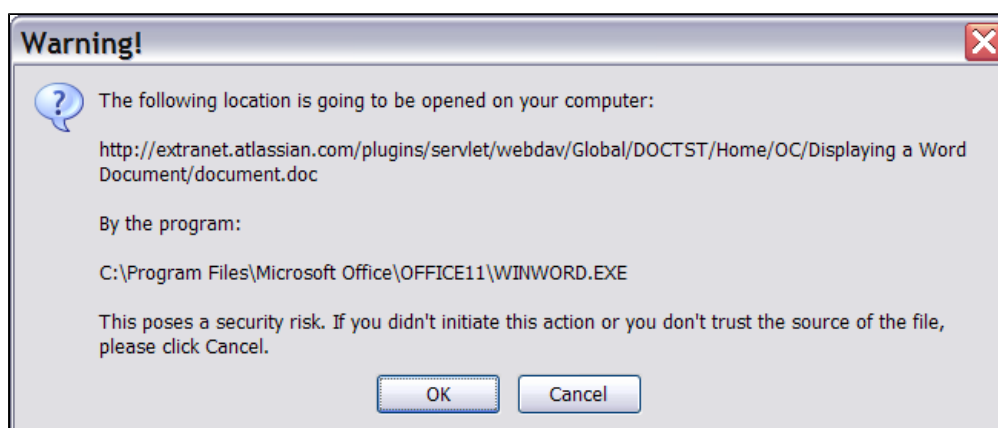 Warning!
The following location is going to be opened on your computer:
http://extranet.atlassian.com/plugins/servlet/webdav/Global/DOCTST/Home/OC/Displaying a Word
Document/document.doc
By the program:
C:\Program Files\Microsoft Office\OFFICE11\WINWORD.EXE
This poses a security risk. If you didn't initiate this action or you don't trust the source of the file,
please click Cancel.
OK
Cancel